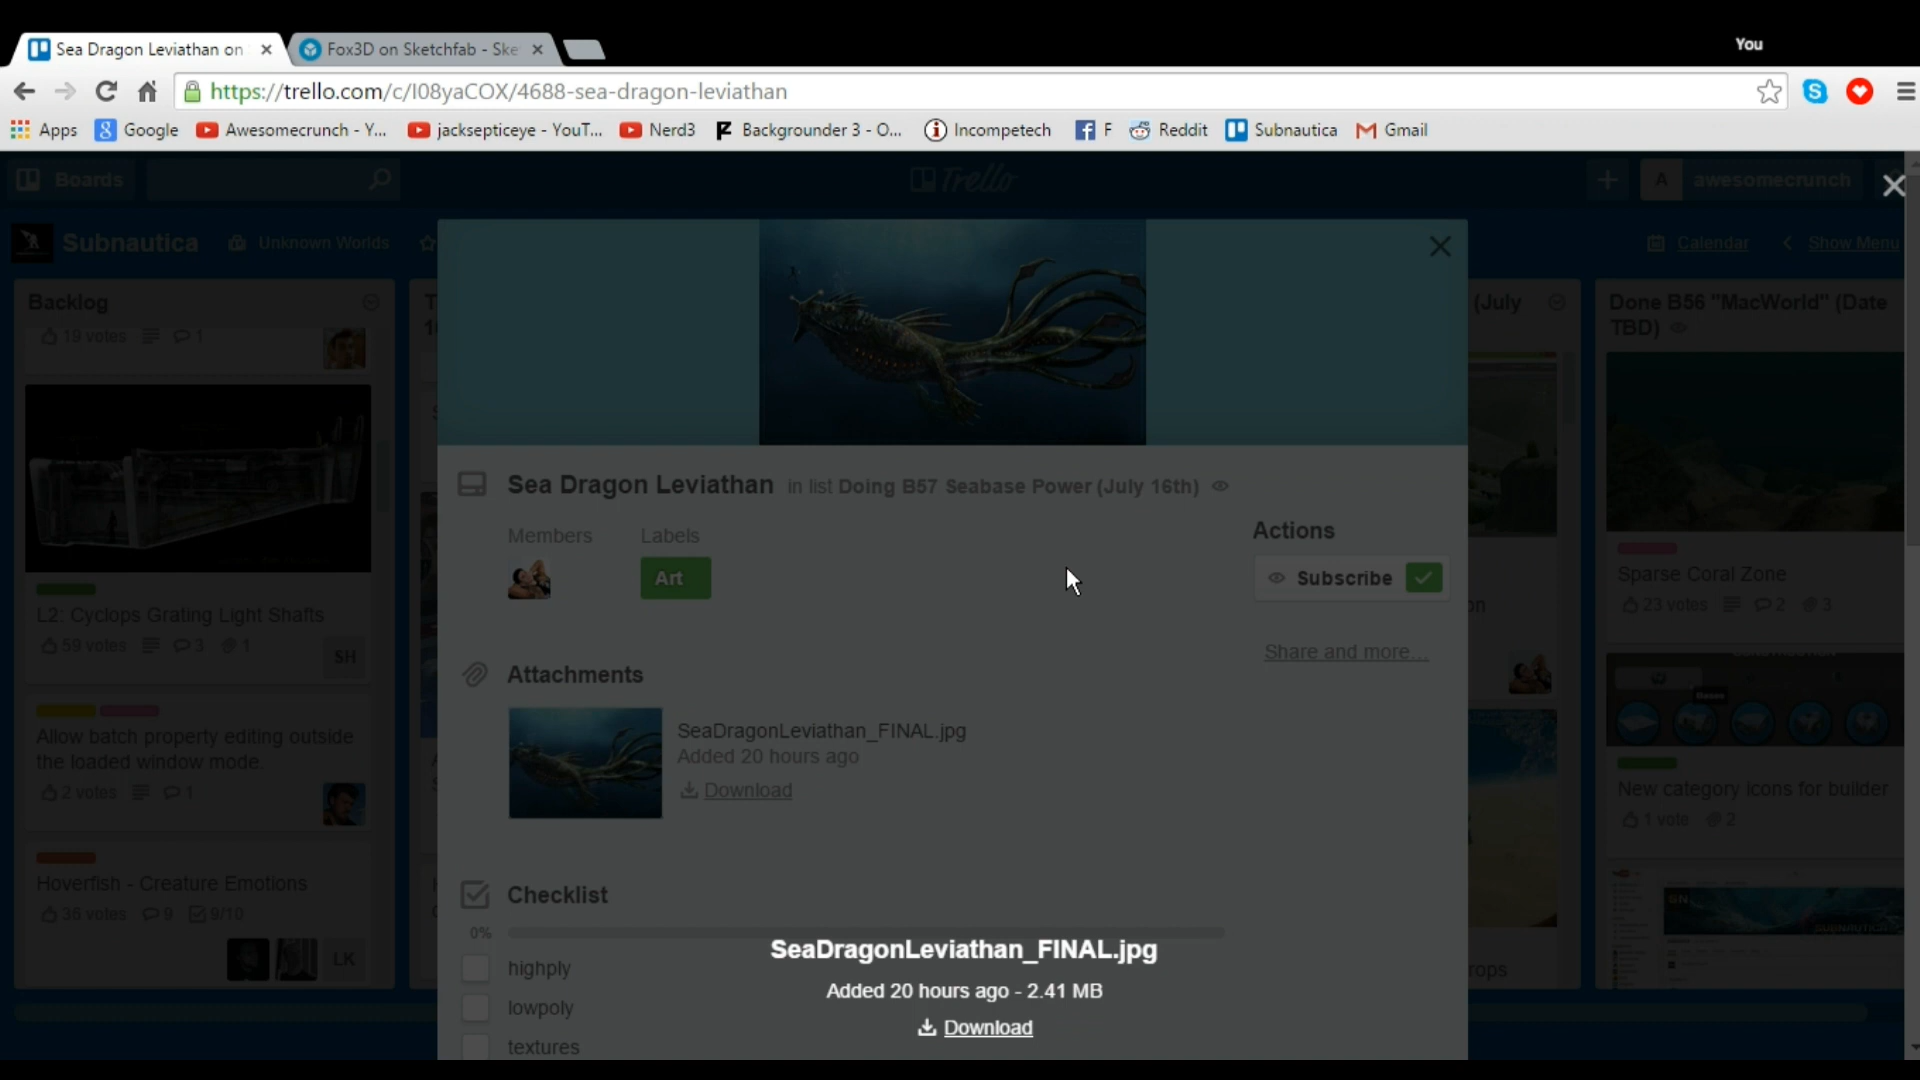 Sea Dragon Leviathan on
Fox3D on Sketchfab - Ske
You
https://trello.com/c/I08yaCOX/4688-sea-dragon-leviathan
Apps
Google
Awesomecrunch - Y...
jacksepticeye - YouT...
Nerd3
Backgrounder 3 - O...
Incompetech
F
Reddit
Subnautica
Gmail
Boards
Trello
A
awesomecrunch
Subnautica
Unknown Worlds
Calendar
Show Menu
Backlog
19 votes
1
L2: Cyclops Grating Light Shafts
59 votes
3
1
SH
Allow batch property editing outside
the loaded window mode.
2 votes
1
Hoverfish - Creature Emotions
36 votes
9
9/10
LK
Sea Dragon Leviathan in list Doing B57 Seabase Power (July 16th)
Members
Labels
Art
Actions
Subscribe
Share and more...
Attachments
SeaDragonLeviathan_FINAL.jpg
Added 20 hours ago
Download
Checklist
0%
highply
lowpoly
textures
SeaDragonLeviathan_FINAL.jpg
Added 20 hours ago - 2.41 MB
Download
(July
Done B56 "MacWorld" (Date
TBD)
Sparse Coral Zone
23 votes
2
3
New category icons for builder
1 vote
2